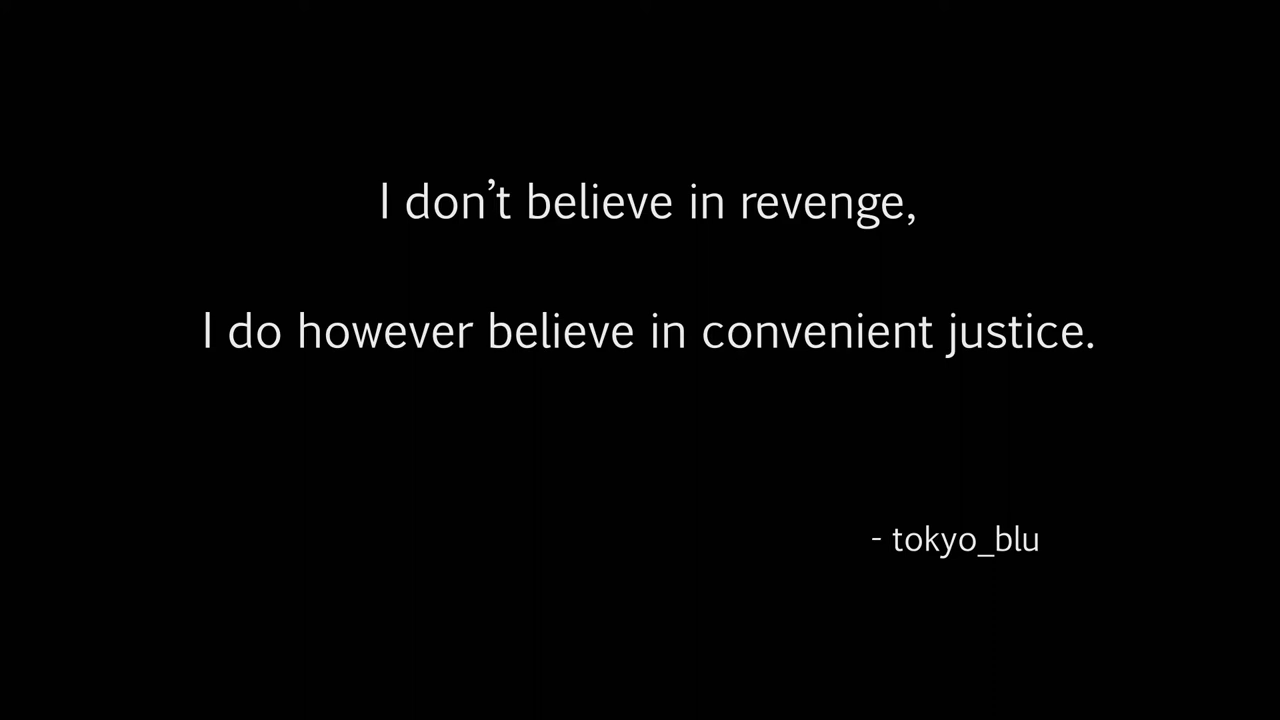 I don’t believe in revenge,
I do however believe in convenient justice.
- tokyo_blu